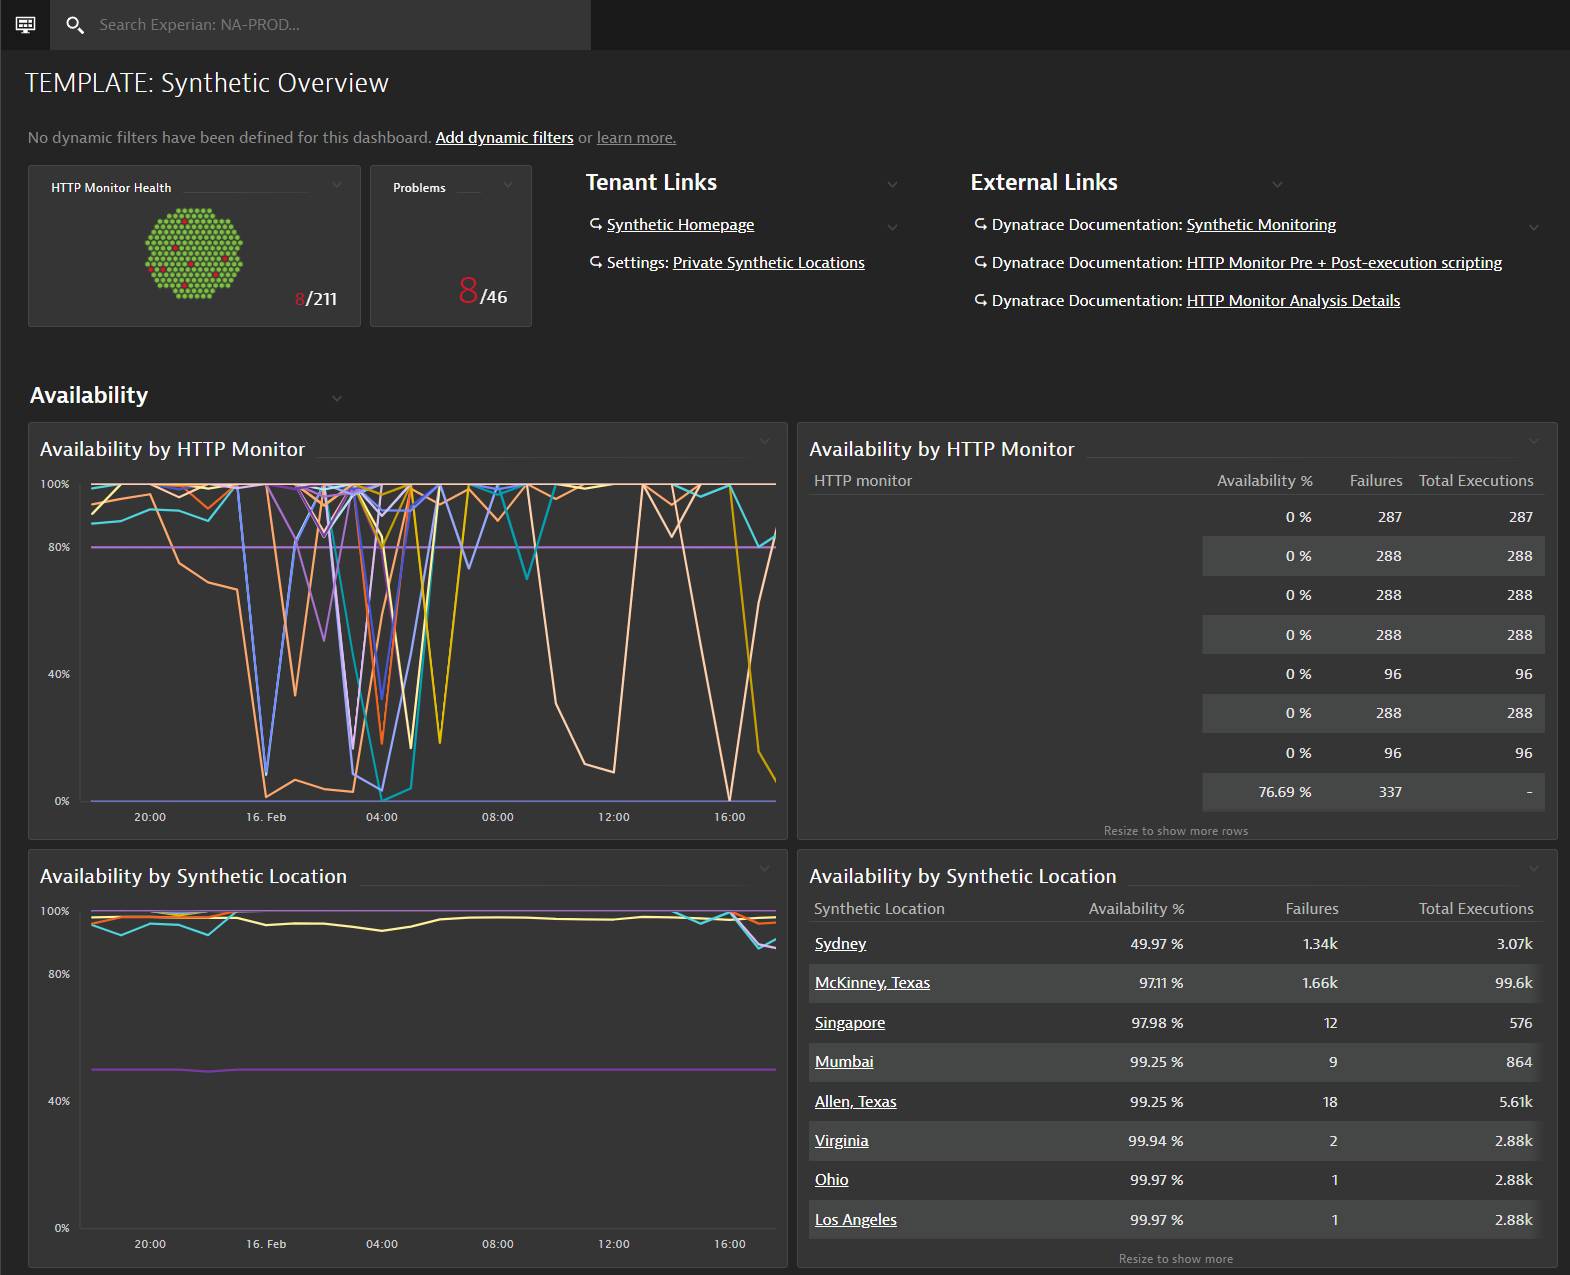 Search Experian: NA-PROD...
TEMPLATE: Synthetic Overview
No dynamic filters have been defined for this dashboard. Add dynamic filters or learn more.
HTTP Monitor Health
8/211
Problems
8/46
Tenant Links
Synthetic Homepage
Settings: Private Synthetic Locations
External Links
Dynatrace Documentation: Synthetic Monitoring
Dynatrace Documentation: HTTP Monitor Pre + Post-execution scripting
Dynatrace Documentation: HTTP Monitor Analysis Details
Availability
Availability by HTTP Monitor
100%
80%
40%
0%
20:00 16. Feb 04:00 08:00 12:00 16:00
Availability by HTTP Monitor
HTTP monitor Availability % Failures Total Executions
0 % 287 287
0 % 288 288
0 % 288 288
0 % 288 288
0 % 96 96
0 % 288 288
0 % 96 96
76.69 % 337 -
Resize to show more rows
Availability by Synthetic Location
100%
80%
40%
0%
20:00 16. Feb 04:00 08:00 12:00 16:00
Availability by Synthetic Location
Synthetic Location Availability % Failures Total Executions
Sydney 49.97 % 1.34k 3.07k
McKinney, Texas 97.11 % 1.66k 99.6k
Singapore 97.98 % 12 576
Mumbai 99.25 % 9 864
Allen, Texas 99.25 % 18 5.61k
Virginia 99.94 % 2 2.88k
Ohio 99.97 % 1 2.88k
Los Angeles 99.97 % 1 2.88k
Resize to show more